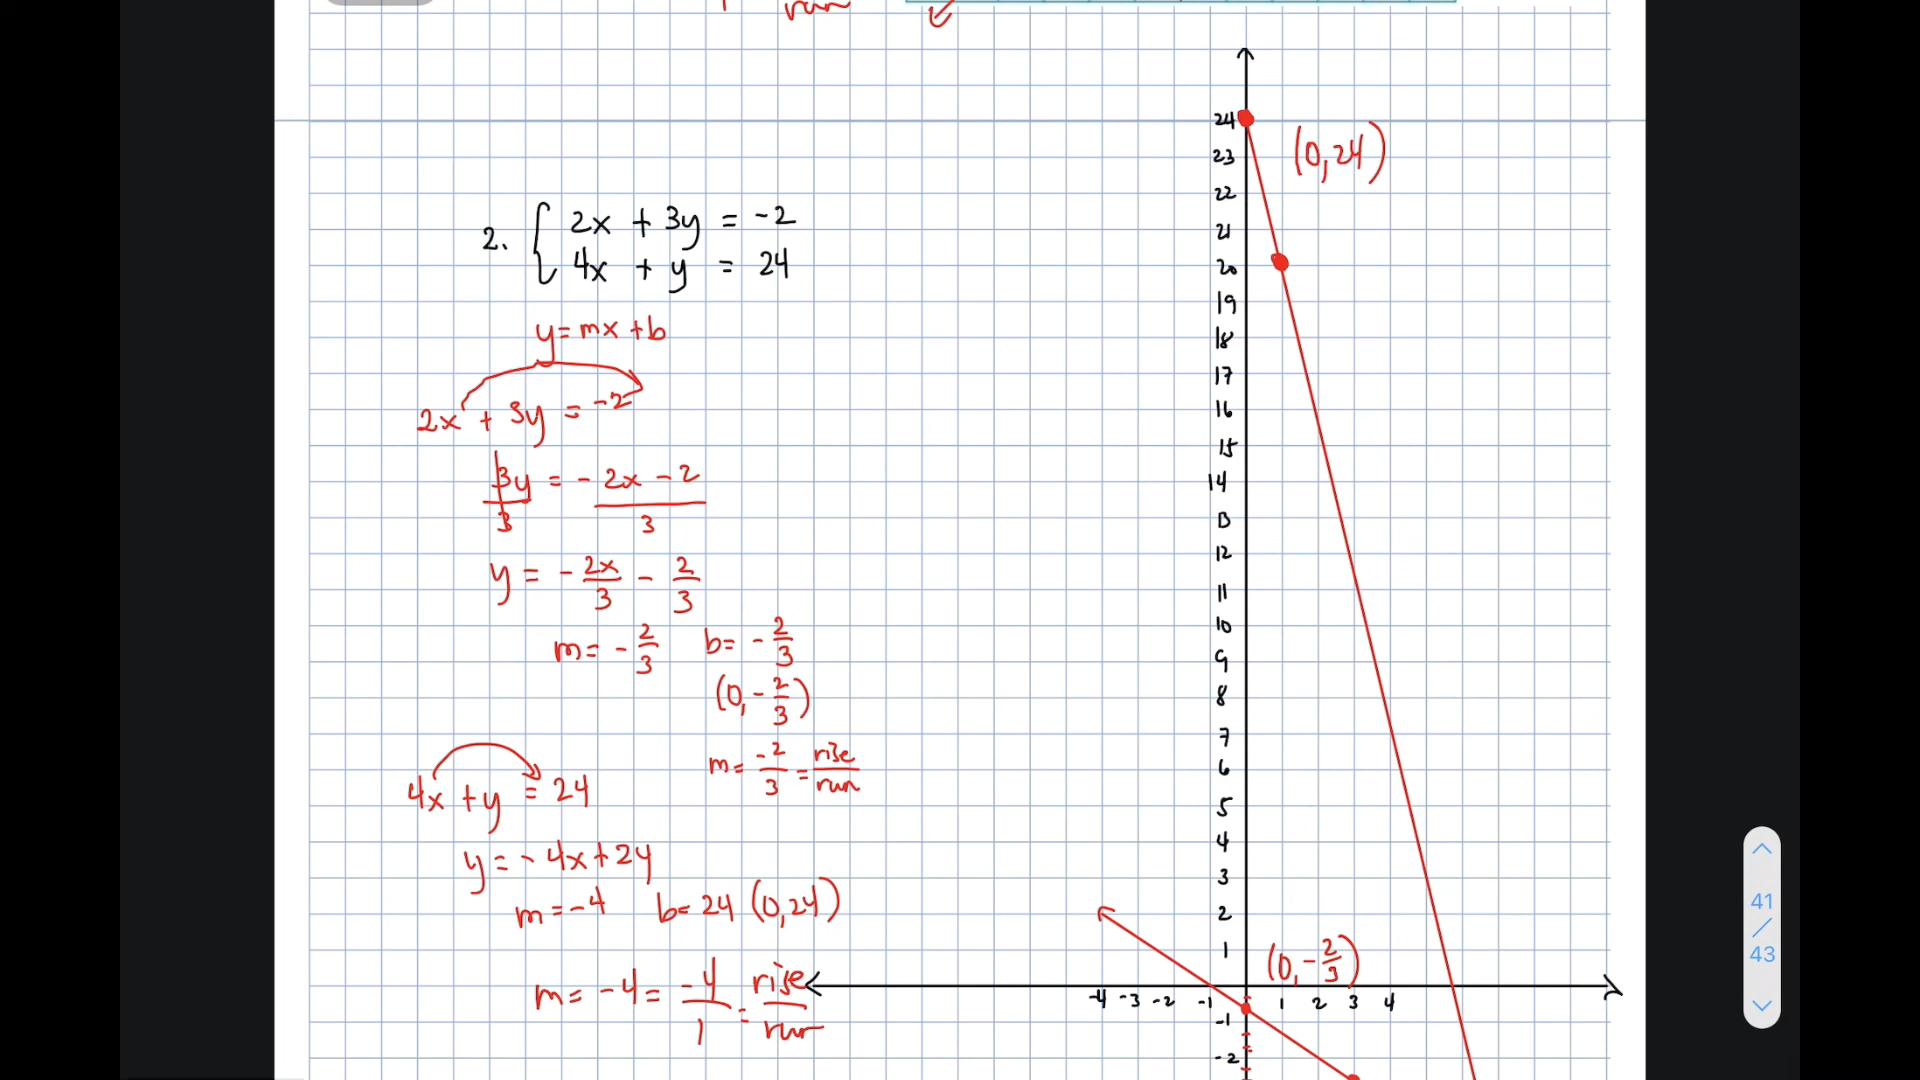 run
2. { 2x + 3y = -2
4x + y = 24
y = mx + b
2x + 3y = -2
3y = -2x - 2
3 3
y = -2x/3 - 2/3
m = -2/3 b = -2/3
(0, -2/3)
m = -2/3 = rise/run
4x + y = 24
y = -4x + 24
m = -4 b = 24 (0,24)
m = -4 = -4/1 = rise/run
24
(0,24)
23
22
21
20
19
18
17
16
15
14
13
12
11
10
9
8
7
6
5
4
3
2
1
(0, -2/3)
-4 -3 -2 -1 1 2 3 4
-1
-2
41
/
43